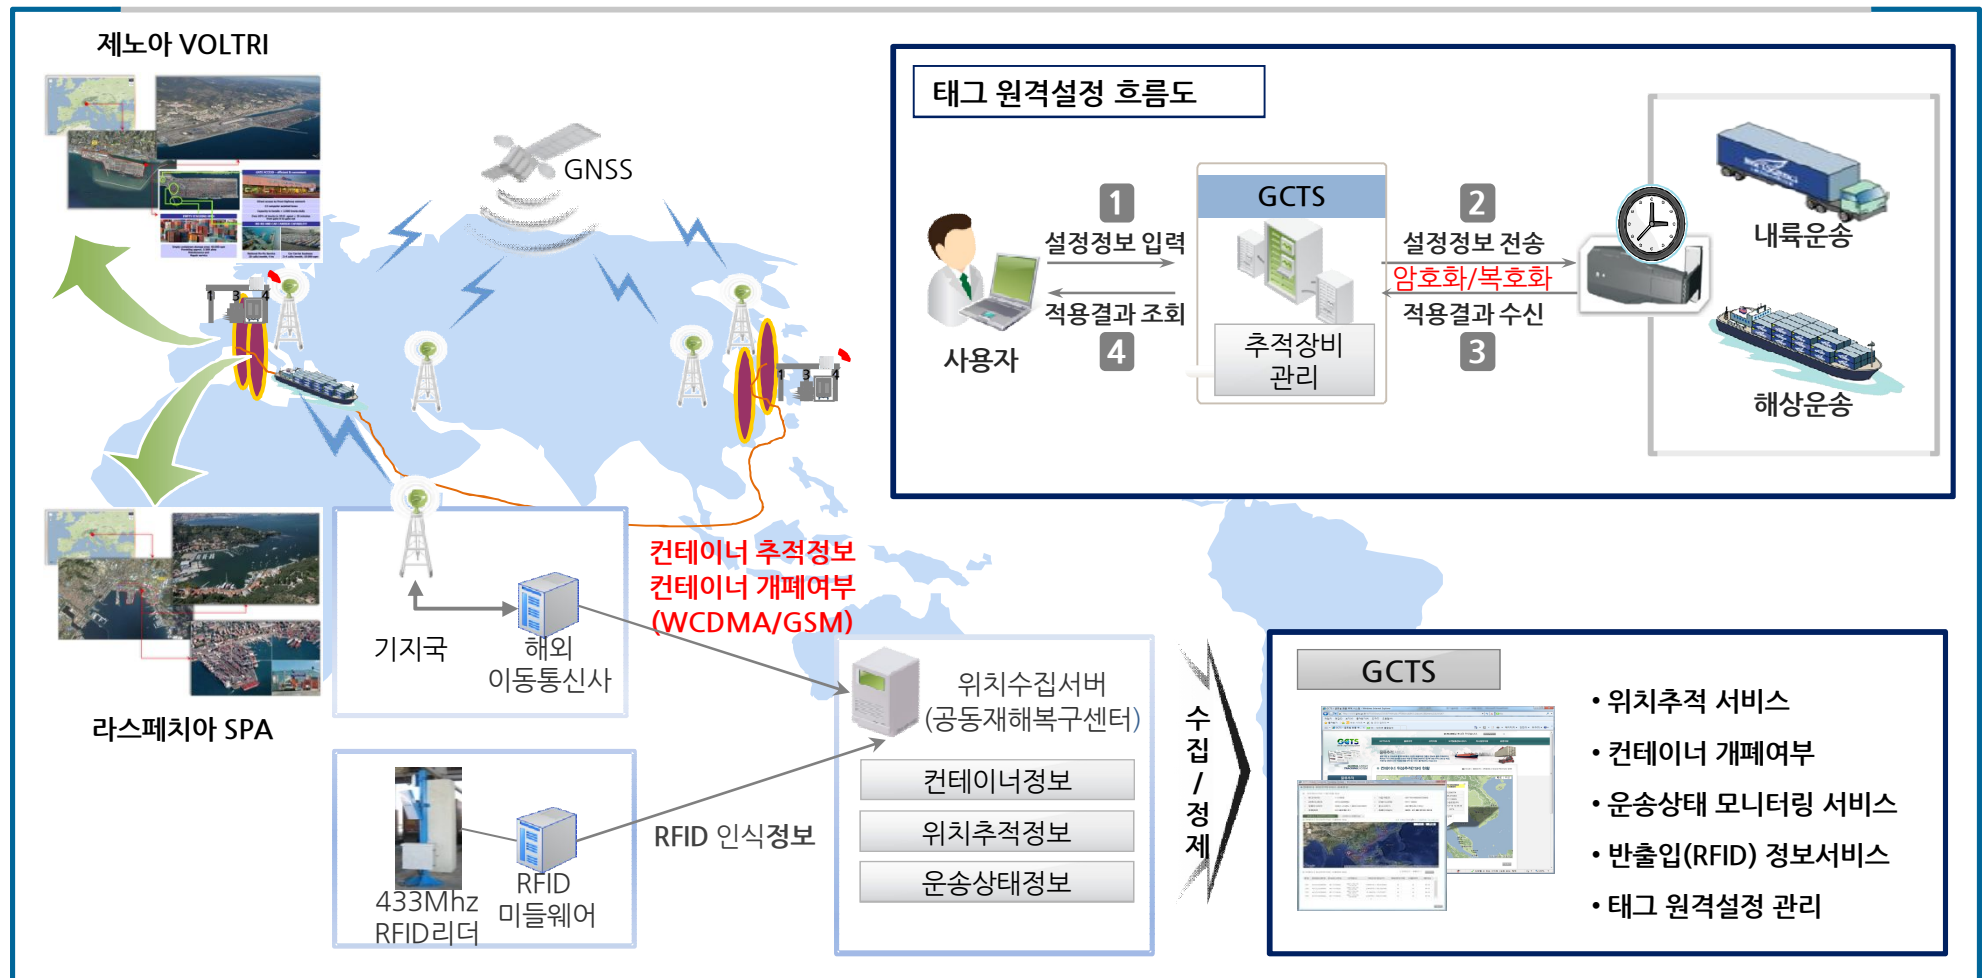 제노아 VOLTRI
태그 원격설정 흐름도
GNSS
GCTS
1
설정정보 입력
적용결과 조회
4
사용자
추적장비
관리
2
설정정보 전송
암호화/복호화
적용결과 수신
3
내륙운송
해상운송
1 3 4
1 3 4
라스페치아 SPA
기지국
해외
이동통신사
컨테이너 추적정보
컨테이너 개폐여부
(WCDMA/GSM)
433Mhz
RFID리더
RFID
미들웨어
RFID 인식정보
위치수집서버
(공동재해복구센터)
컨테이너정보
위치추적정보
운송상태정보
수집/정제
GCTS
GCTS
• 위치추적 서비스
• 컨테이너 개폐여부
• 운송상태 모니터링 서비스
• 반출입(RFID) 정보서비스
• 태그 원격설정 관리